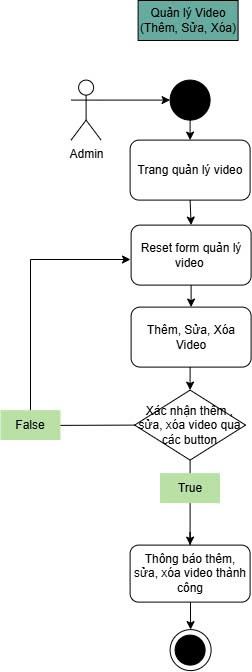 Quản lý Video
(Thêm, Sửa, Xóa)
Admin
Trang quản lý video
Reset form quản lý
video
Thêm, Sửa, Xóa
Video
Xác nhận thêm ,
sửa, xóa video qua
các button
False
True
Thông báo thêm,
sửa, xóa video thành
công